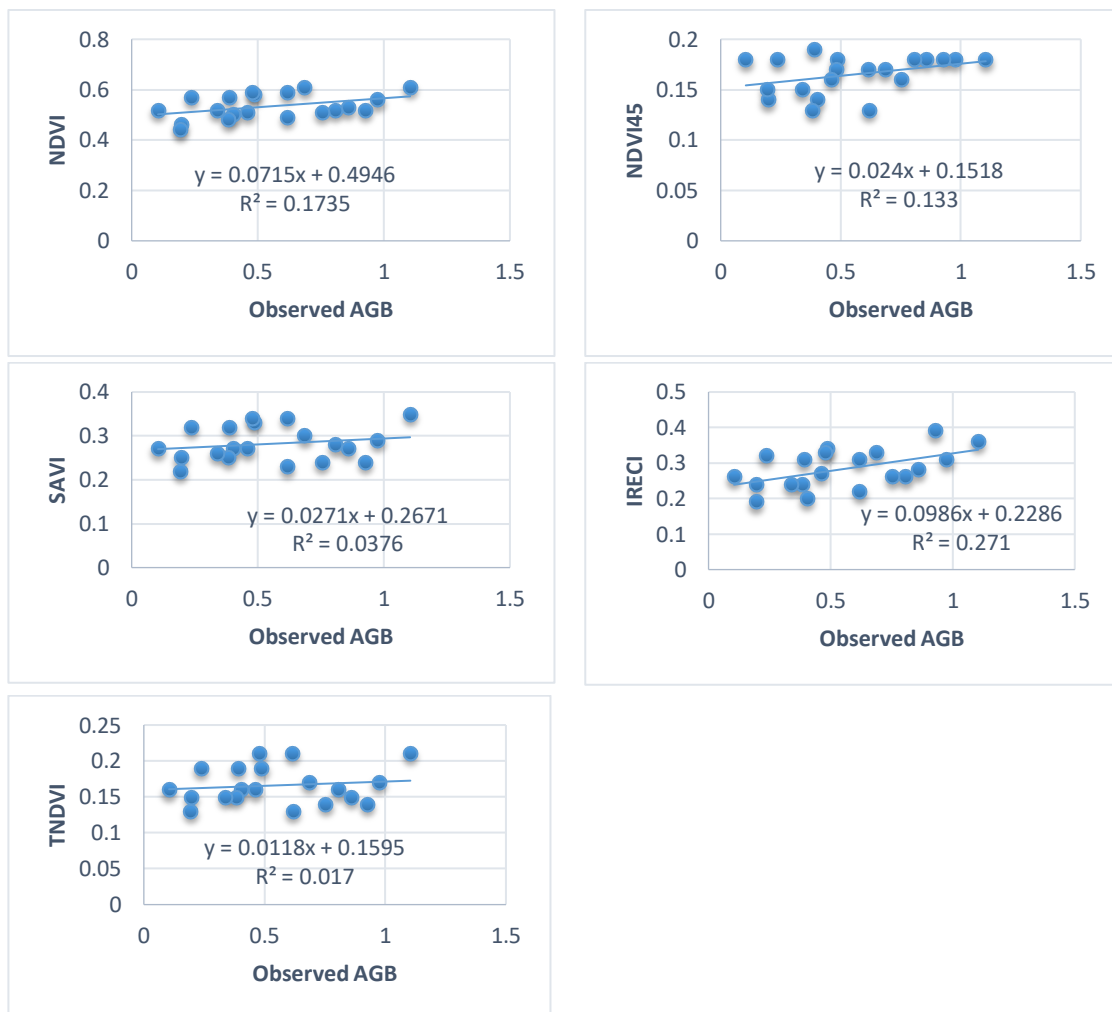 NDVI
0.8
0.6
0.4
0.2
0
y = 0.0715x + 0.4946
R² = 0.1735
0 0.5 1 1.5
Observed AGB
NDVI45
0.2
0.15
0.1
0.05
0
y = 0.024x + 0.1518
R² = 0.133
0 0.5 1 1.5
Observed AGB
SAVI
0.4
0.3
0.2
0.1
0
y = 0.0271x + 0.2671
R² = 0.0376
0 0.5 1 1.5
Observed AGB
IRECI
0.5
0.4
0.3
0.2
0.1
0
y = 0.0986x + 0.2286
R² = 0.271
0 0.5 1 1.5
Observed AGB
TNDVI
0.25
0.2
0.15
0.1
0.05
0
y = 0.0118x + 0.1595
R² = 0.017
0 0.5 1 1.5
Observed AGB